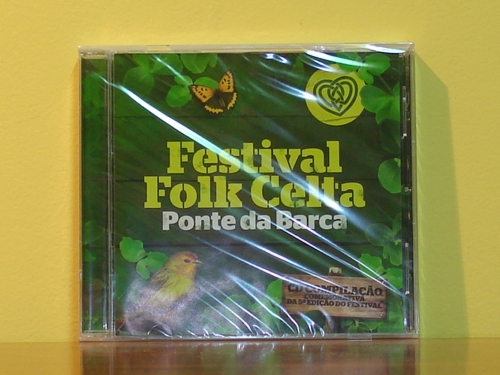 Festival
Folk Celta
Ponte da Barca
CD COMPILAÇÃO
COMEMORATIVA
DA 5ª EDIÇÃO DO FESTIVAL